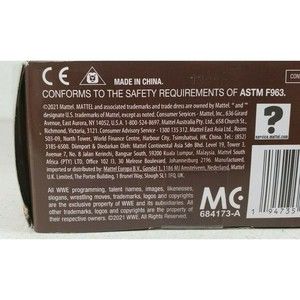 CE
MADE IN CHINA.
CONFORMS TO THE SAFETY REQUIREMENTS OF ASTM F963.
©2021 Mattel. MATTEL and associated trademarks and trade dress are owned by Mattel. ® and ™
designate U.S. trademarks of Mattel, except as noted. Consumer Services - Mattel, Inc., 636 Girard
Avenue, East Aurora, NY 14052, U.S.A. 1-800-524-8697. Mattel Australia Pty. Ltd., 658 Church St.,
Richmond, Victoria, 3121. Consumer Advisory Service - 1300 135 312. Mattel East Asia Ltd., Room
503-09, North Tower, World Finance Centre, Harbour City, Tsimshatsui, HK, China. Tel.: (852)
3185-6500. Diimport & Diedarkan Oleh: Mattel Continental Asia Sdn Bhd. Level 13, Tower 3,
Avenue 7, No. 8 Jalan Kerinchi, Bangsar South, 59200 Kuala Lumpur, Malaysia. Mattel South Africa
(PTY) LTD, Office 102 I3, 30 Melrose Boulevard, Johannesburg 2196. Manufactured,
imported or distributed by Mattel Europa B.V., Gondel 1, 1186 MJ Amstelveen, Nederland. Mattel U.K.
Limited, The Porter Building, 1 Brunel Way, Slough SL1 1FQ, UK.
?
service.mattel.com
All WWE programming, talent names, images, likenesses,
slogans, wrestling moves, trademarks, logos and copyrights
are the exclusive property of WWE and its subsidiaries. All
other trademarks, logos and copyrights are the property of
their respective owners.
© 2021 WWE. All Rights Reserved.
MC
684173-A
1 94735